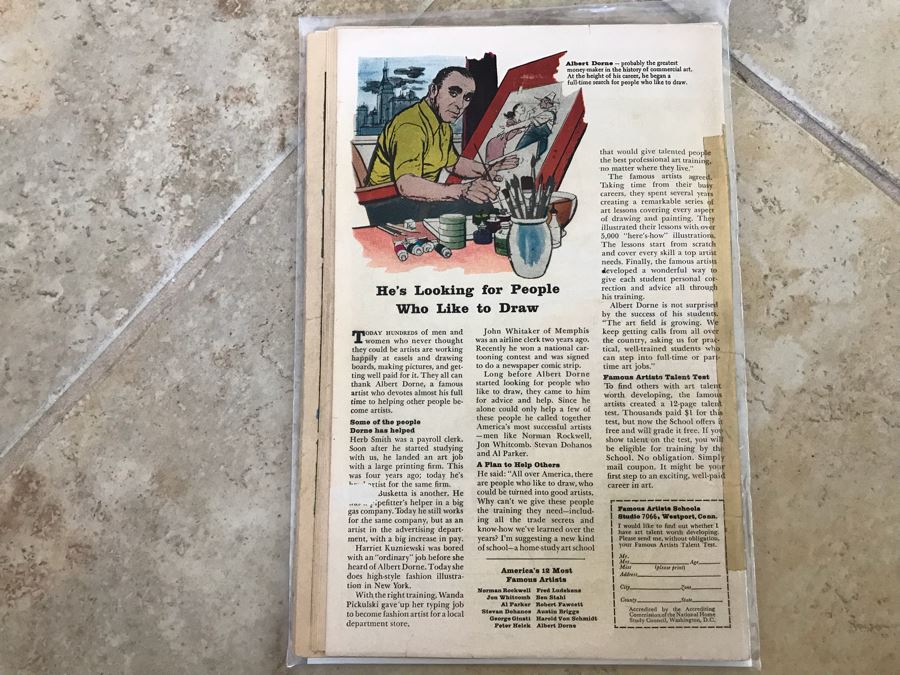 Albert Dorne — probably the greatest
money-maker in the history of commercial art.
At the height of his career, he began a
full-time search for people who like to draw.
He's Looking for People
Who Like to Draw
TODAY HUNDREDS of men and
women who never thought
they could be artists are working
happily at easels and drawing
boards, making pictures, and get-
ting well paid for it. They all can
thank Albert Dorne, a famous
artist who devotes almost his full
time to helping other people be-
come artists.
Some of the people
Dorne has helped
Herb Smith was a payroll clerk.
Soon after he started studying
with us, he landed an art job
with a large printing firm. This
was four years ago; today he's
artist for the same firm.
Busketta is another. He
pipefitter's helper in a big
gas company. Today he still works
for the same company, but as an
artist in the advertising depart-
ment, with a big increase in pay.
Harriet Kuzniewski was bored
with an "ordinary" job before she
heard of Albert Dorne. Today she
does high-style fashion illustra-
tion in New York.
With the right training, Wanda
Pickulski gave up her typing job
to become fashion artist for a local
department store.
John Whitaker of Memphis
was an airline clerk two years ago.
Recently he won a national car-
tooning contest and was signed
to do a newspaper comic strip.
Long before Albert Dorne
started looking for people who
like to draw, they came to him
for advice and help. Since he
alone could only help a few of
these people he called together
America's most successful artists
—men like Norman Rockwell,
Jon Whitcomb, Stevan Dohanos
and Al Parker.
A Plan to Help Others
He said: "All over America, there
are people who like to draw, who
could be turned into good artists.
Why can't we give these people
the training they need—includ-
ing all the trade secrets and
know-how we've learned over the
years? I'm suggesting a new kind
of school—a home-study art school
that would give talented people
the best professional art training,
no matter where they live."
The famous artists agreed.
Taking time from their busy
careers, they spent several years
creating a remarkable series of
art lessons covering every aspect
of drawing and painting. They
illustrated their lessons with over
5,000 "here's-how" illustrations.
The lessons start from scratch
and cover every skill a top artist
needs. Finally, the famous artists
developed a wonderful way to
give each student personal cor-
rection and advice all through
his training.
Albert Dorne is not surprised
by the success of his students.
"The art field is growing. We
keep getting calls from all over
the country, asking us for prac-
tical, well-trained students who
can step into full-time or part-
time art jobs."
Famous Artists Talent Test
To find others with art talent
worth developing, the famous
artists created a 12-page talent
test. Thousands paid $1 for this
test, but now the School offers it
free and will grade it free. If you
show talent on the test, you will
be eligible for training by the
School. No obligation. Simply
mail coupon. It might be your
first step to an exciting, well-paid
career in art.
America's 12 Most
Famous Artists
Norman Rockwell Fred Ludekens
Jon Whitcomb Ben Stahl
Al Parker Robert Fawcett
Stevan Dohanos Austin Briggs
George Giusti Harold Von Schmidt
Peter Helck Albert Dorne
Famous Artists Schools
Studio 7066, Westport, Conn.
I would like to find out whether I
have art talent worth developing.
Please send me, without obligation,
your Famous Artists Talent Test.
Mr.
Mrs. Age
Miss (please print)
Address
City Zone
County State
Accredited by the Accrediting
Commission of the National Home
Study Council, Washington, D.C.